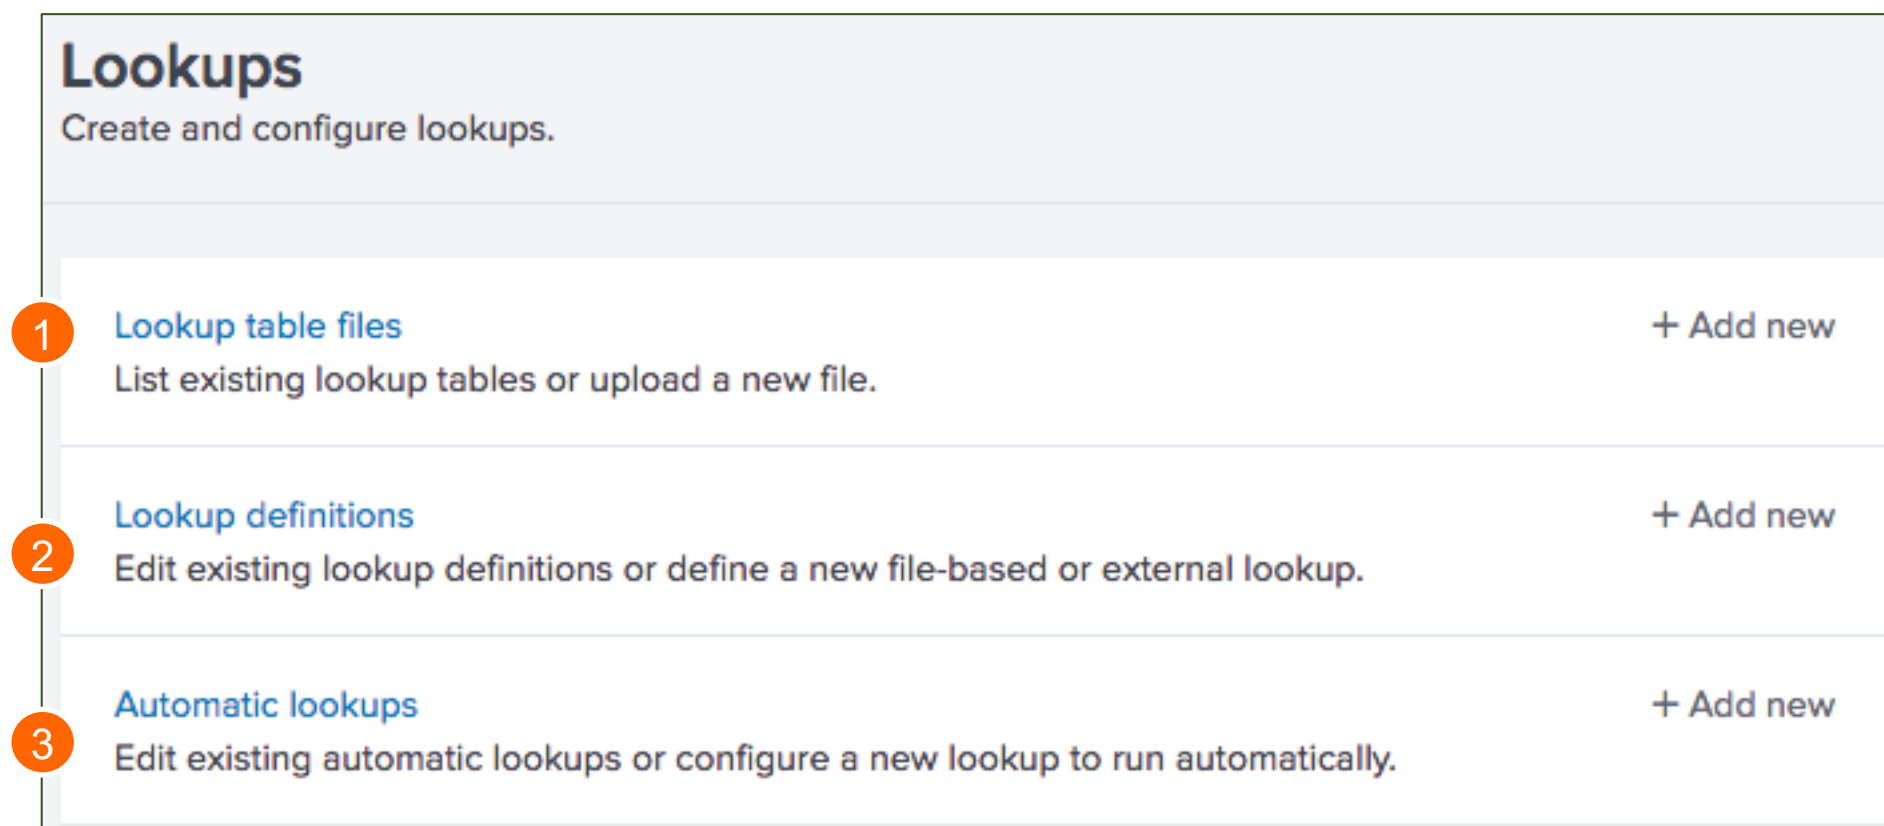 Lookups
Create and configure lookups.
1
Lookup table files + Add new
List existing lookup tables or upload a new file.
2
Lookup definitions + Add new
Edit existing lookup definitions or define a new file-based or external lookup.
3
Automatic lookups + Add new
Edit existing automatic lookups or configure a new lookup to run automatically.